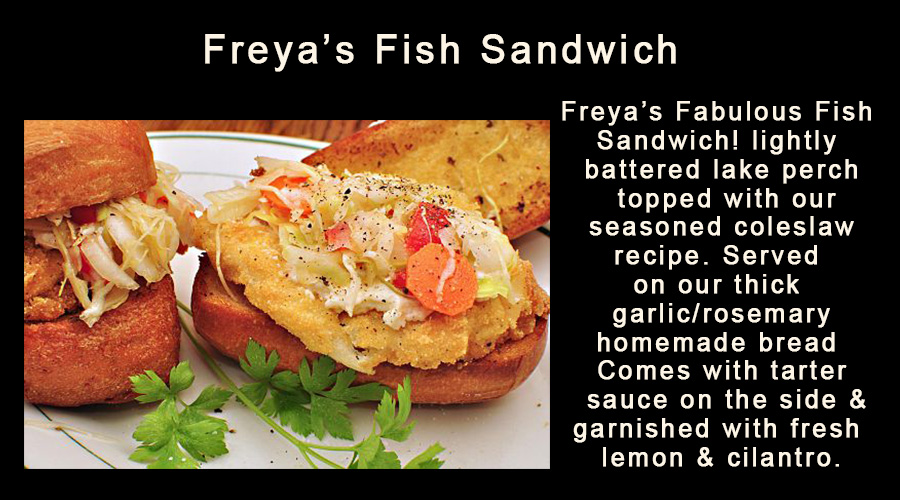 Freya’s Fish Sandwich
Freya’s Fabulous Fish
Sandwich! lightly
battered lake perch
topped with our
seasoned coleslaw
recipe. Served
on our thick
garlic/rosemary
homemade bread
Comes with tarter
sauce on the side &
garnished with fresh
lemon & cilantro.